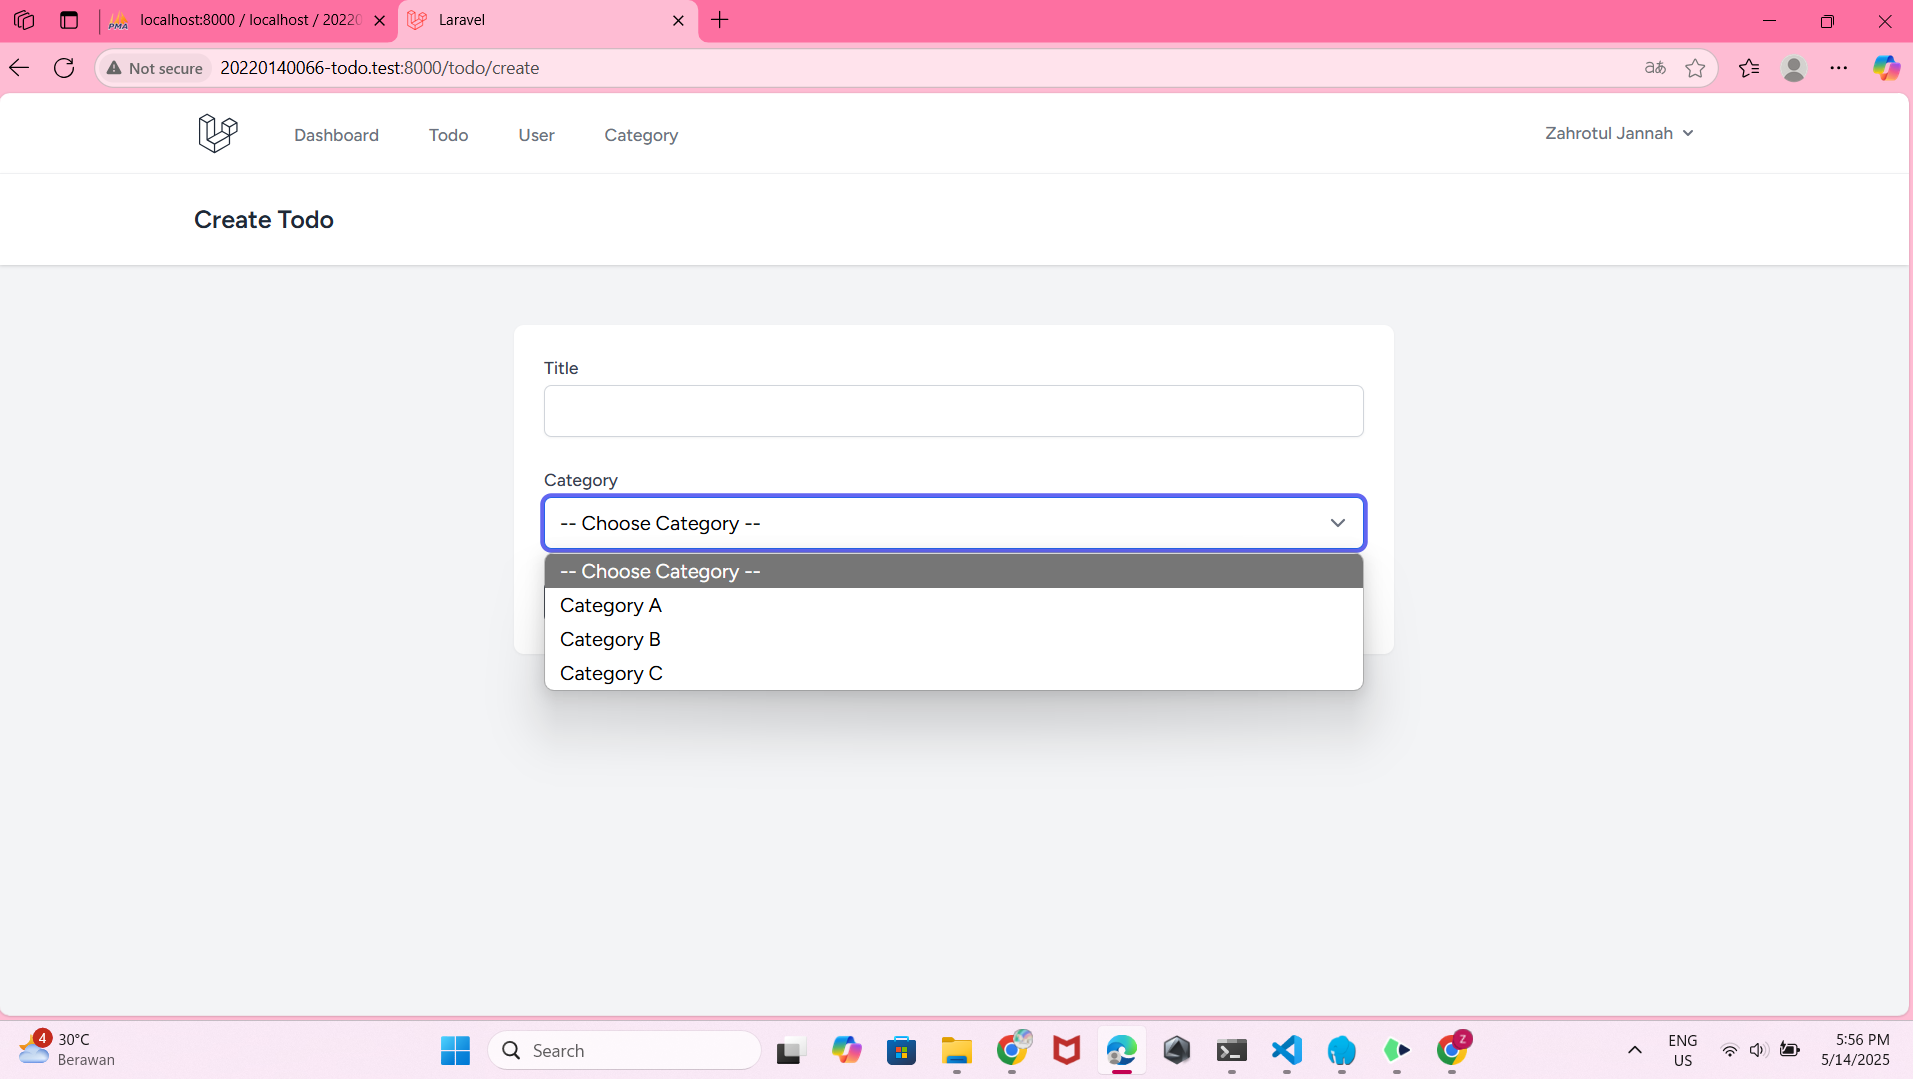 localhost:8000 / localhost / 20220
Laravel
Not secure
20220140066-todo.test:8000/todo/create
Dashboard
Todo
User
Category
Zahrotul Jannah
Create Todo
Title
Category
-- Choose Category --
-- Choose Category --
Category A
Category B
Category C
4
30°C
Berawan
Search
Z
ENG
US
5:56 PM
5/14/2025